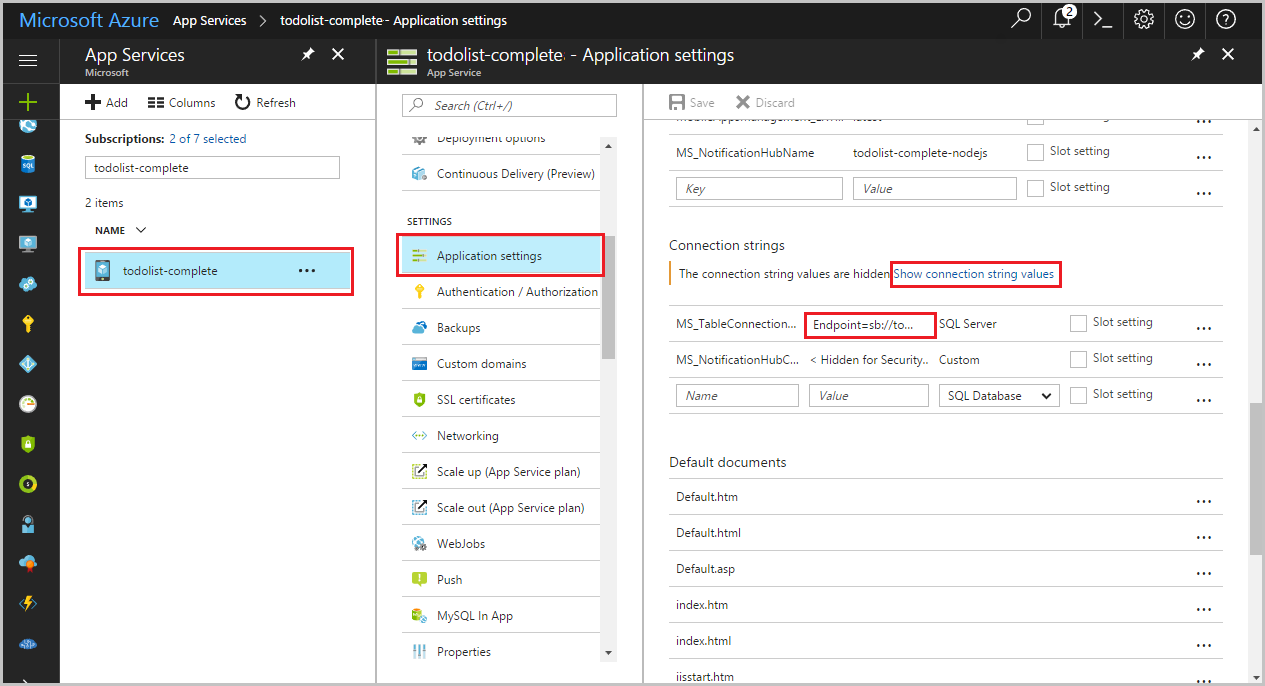 Microsoft Azure App Services > todolist-complete - Application settings
2
App Services
Microsoft
Add Columns Refresh
Subscriptions: 2 of 7 selected
todolist-complete
2 items
NAME
todolist-complete
...
todolist-complete - Application settings
App Service
Search (Ctrl+/)
Deployment options
Continuous Delivery (Preview)
SETTINGS
Application settings
Authentication / Authorization
Backups
Custom domains
SSL certificates
Networking
Scale up (App Service plan)
Scale out (App Service plan)
WebJobs
Push
MySQL In App
Properties
Save Discard
MS_NotificationHubName todolist-complete-nodejs Slot setting ...
Key Value Slot setting ...
Connection strings
The connection string values are hidden Show connection string values
MS_TableConnection... Endpoint=sb://to... SQL Server Slot setting ...
MS_NotificationHubC... < Hidden for Security.. Custom Slot setting ...
Name Value SQL Database Slot setting ...
Default documents
Default.htm ...
Default.html ...
Default.asp ...
index.htm ...
index.html ...
iisstart.htm ...